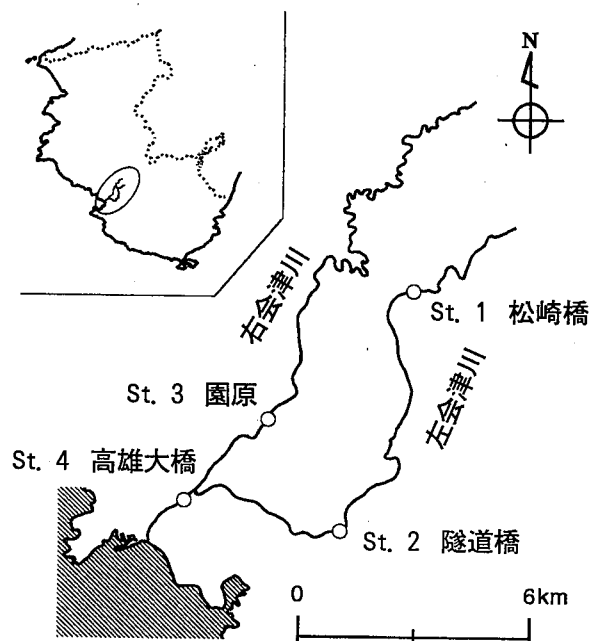 N
右会津川
St. 1 松崎橋
左会津川
St. 3 園原
St. 4 高雄大橋
St. 2 隧道橋
0 6km